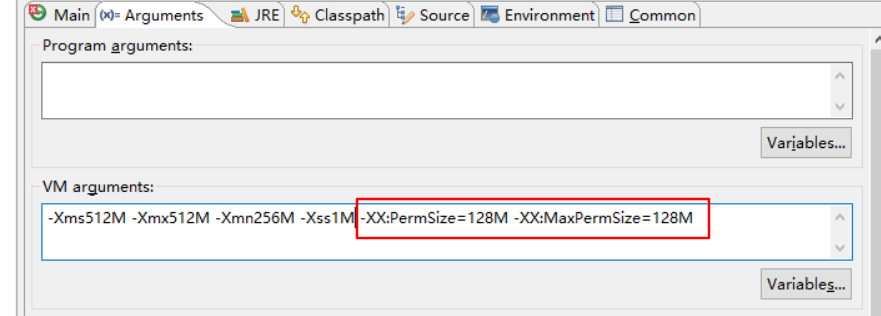 Main (x)= Arguments JRE Classpath Source Environment Common
Program arguments:
Variables...
VM arguments:
-Xms512M -Xmx512M -Xmn256M -Xss1M -XX:PermSize=128M -XX:MaxPermSize=128M
Variables...